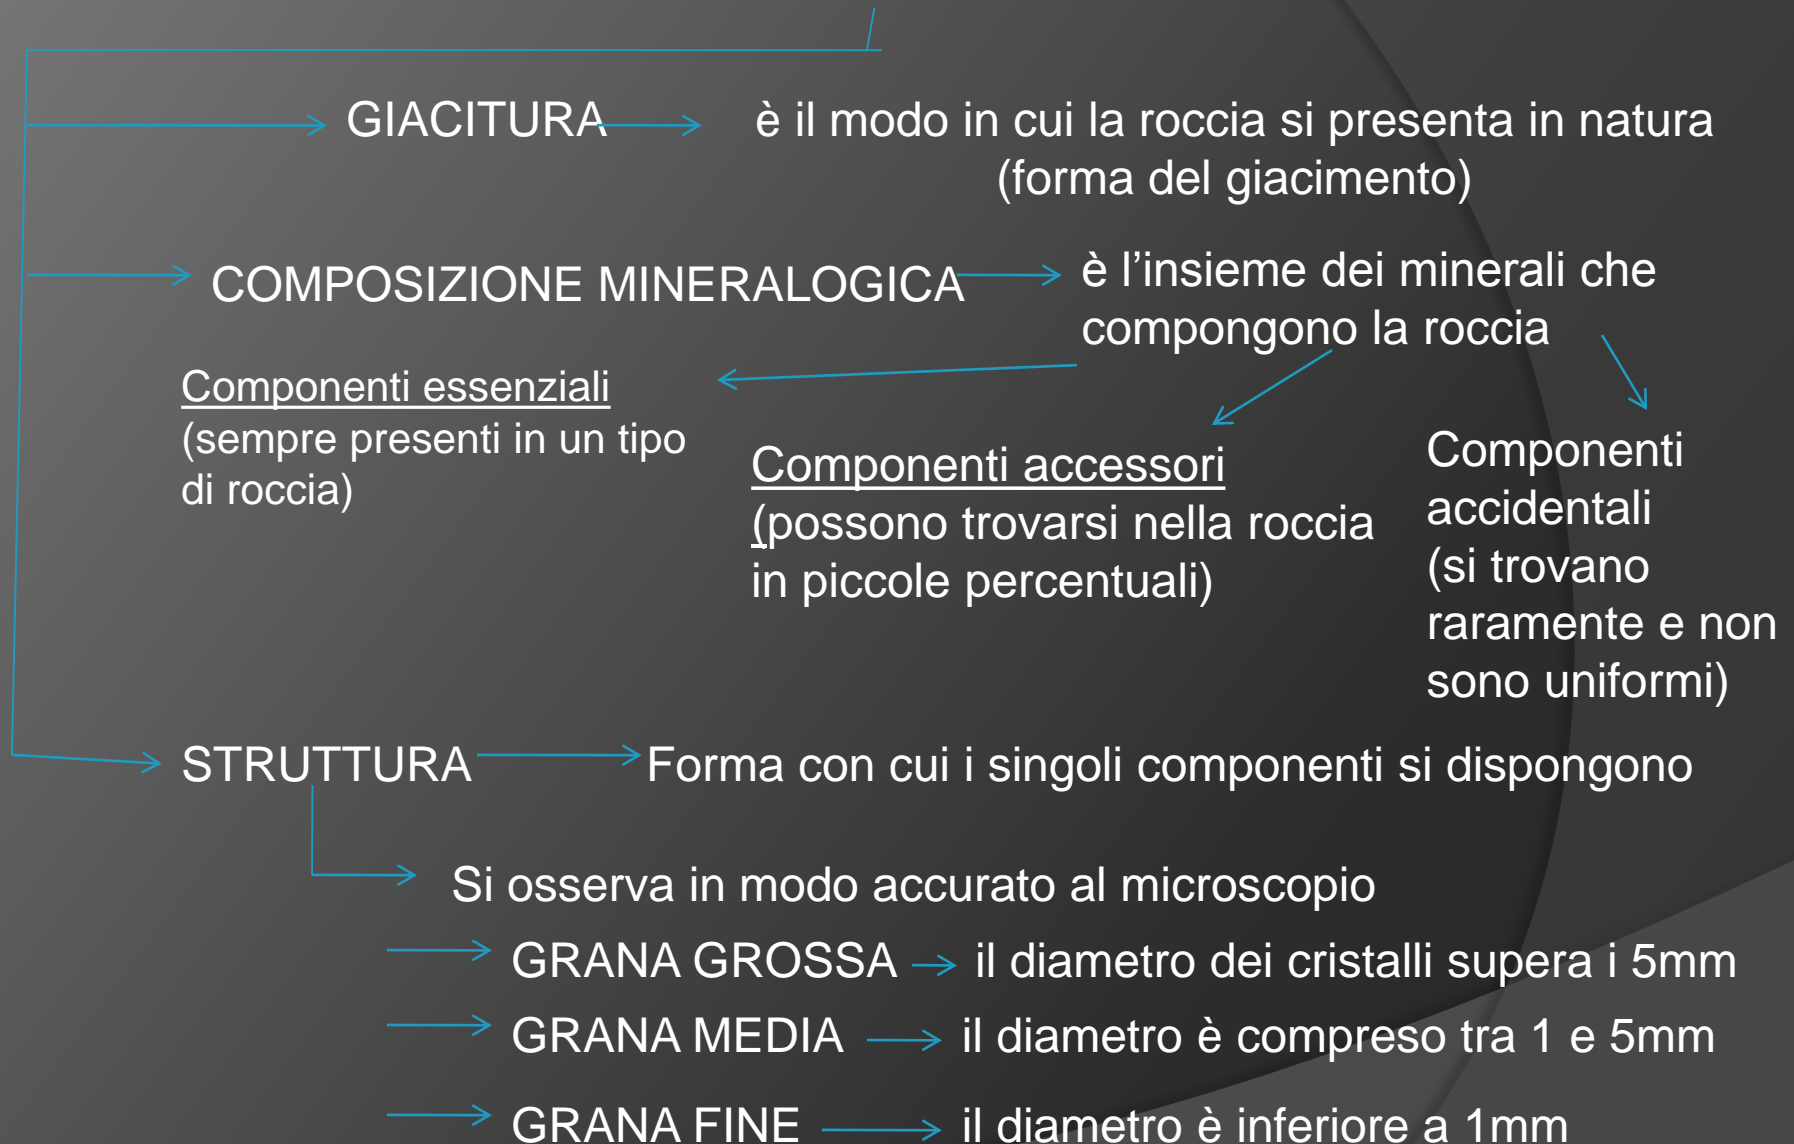 GIACITURA
è il modo in cui la roccia si presenta in natura
(forma del giacimento)
COMPOSIZIONE MINERALOGICA
è l’insieme dei minerali che
compongono la roccia
Componenti essenziali
(sempre presenti in un tipo
di roccia)
Componenti accessori
(possono trovarsi nella roccia
in piccole percentuali)
Componenti
accidentali
(si trovano
raramente e non
sono uniformi)
STRUTTURA
Forma con cui i singoli componenti si dispongono
Si osserva in modo accurato al microscopio
GRANA GROSSA
il diametro dei cristalli supera i 5mm
GRANA MEDIA
il diametro è compreso tra 1 e 5mm
GRANA FINE
il diametro è inferiore a 1mm